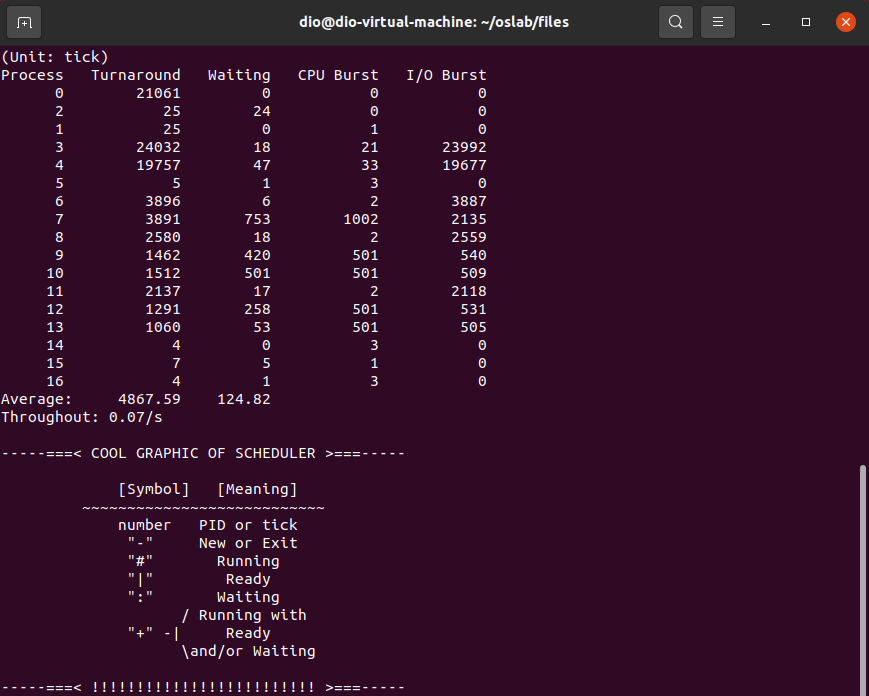 dio@dio-virtual-machine: ~/oslab/files
(Unit: tick)
Process   Turnaround   Waiting   CPU Burst   I/O Burst
      0        21061         0           0           0
      2           25        24           0           0
      1           25         0           1           0
      3        24032        18          21       23992
      4        19757        47          33       19677
      5            5         1           3           0
      6         3896         6           2        3887
      7         3891       753        1002        2135
      8         2580        18           2        2559
      9         1462       420         501         540
     10         1512       501         501         509
     11         2137        17           2        2118
     12         1291       258         501         531
     13         1060        53         501         505
     14            4         0           3           0
     15            7         5           1           0
     16            4         1           3           0
Average:     4867.59    124.82
Throughout: 0.07/s
-----===< COOL GRAPHIC OF SCHEDULER >===-----
             [Symbol]   [Meaning]
         ~~~~~~~~~~~~~~~~~~~~~~~~~~~
             number   PID or tick
              "-"     New or Exit
              "#"       Running
              "|"        Ready
              ":"       Waiting
                    / Running with
              "+" -|     Ready
                    \and/or Waiting
-----===< !!!!!!!!!!!!!!!!!!!!!!!!! >===-----